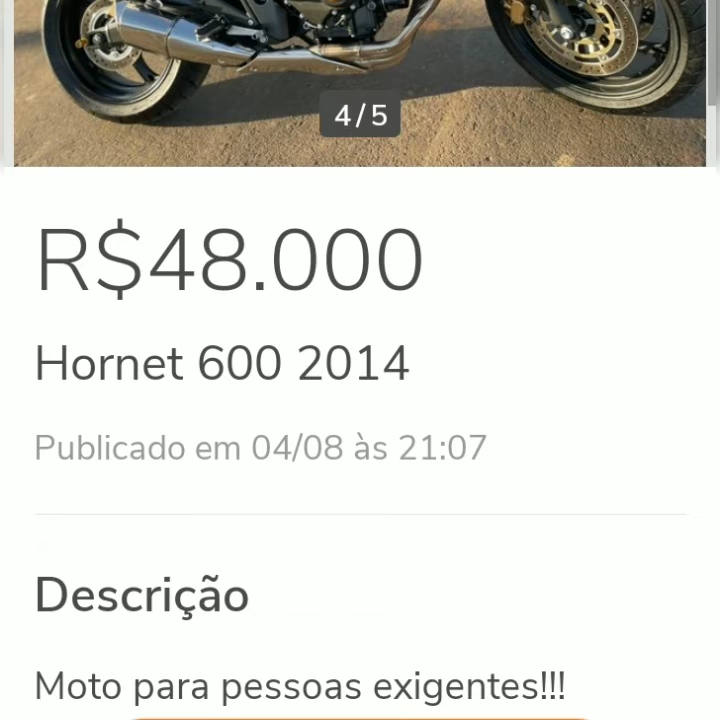 4/5
R$48.000
Hornet 600 2014
Publicado em 04/08 às 21:07
Descrição
Moto para pessoas exigentes!!!